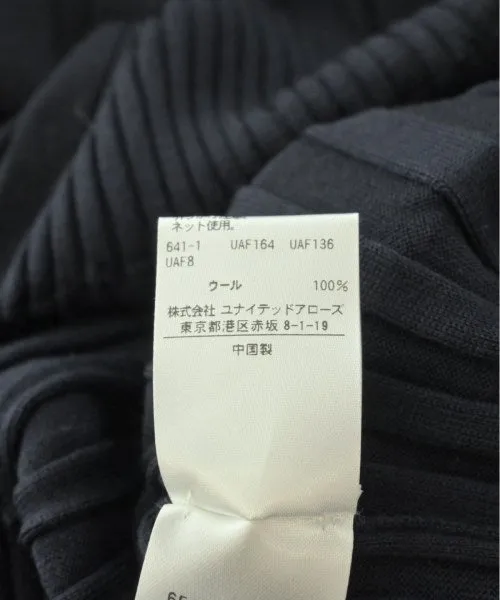 ネット使用。
641-1 UAF164 UAF136
UAF8
ウール 100%
株式会社 ユナイテッドアローズ
東京都港区赤坂 8-1-19
中国製